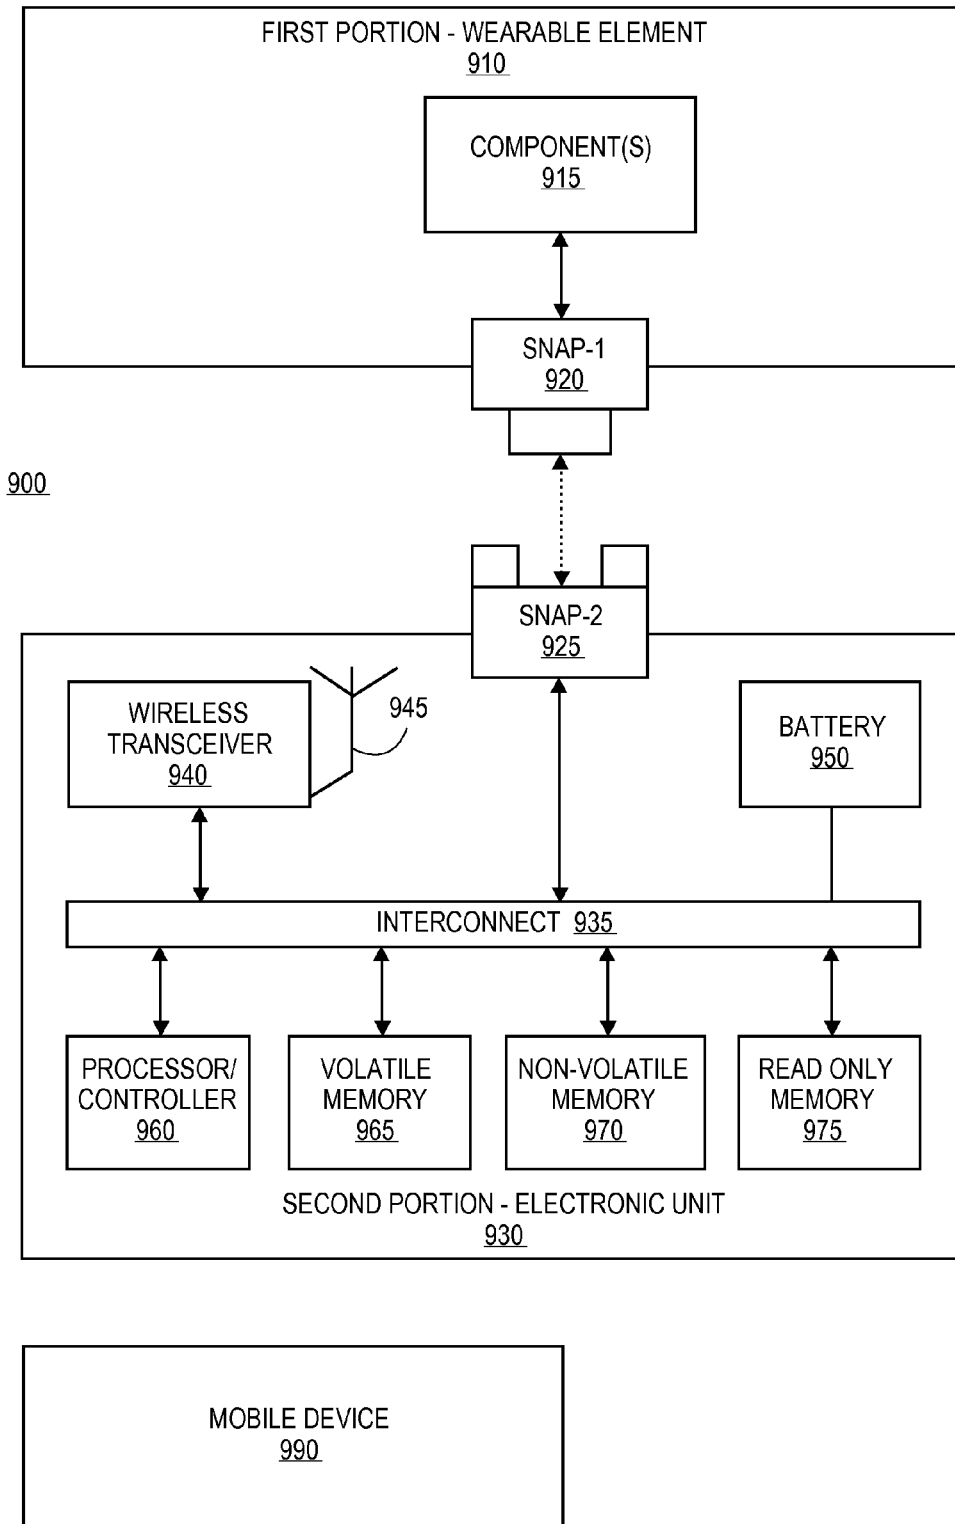 FIRST PORTION - WEARABLE ELEMENT
910
COMPONENT(S)
915
SNAP-1
920
900
SNAP-2
925
WIRELESS
TRANSCEIVER
940
945
BATTERY
950
INTERCONNECT 935
PROCESSOR/
CONTROLLER
960
VOLATILE
MEMORY
965
NON-VOLATILE
MEMORY
970
READ ONLY
MEMORY
975
SECOND PORTION - ELECTRONIC UNIT
930
MOBILE DEVICE
990